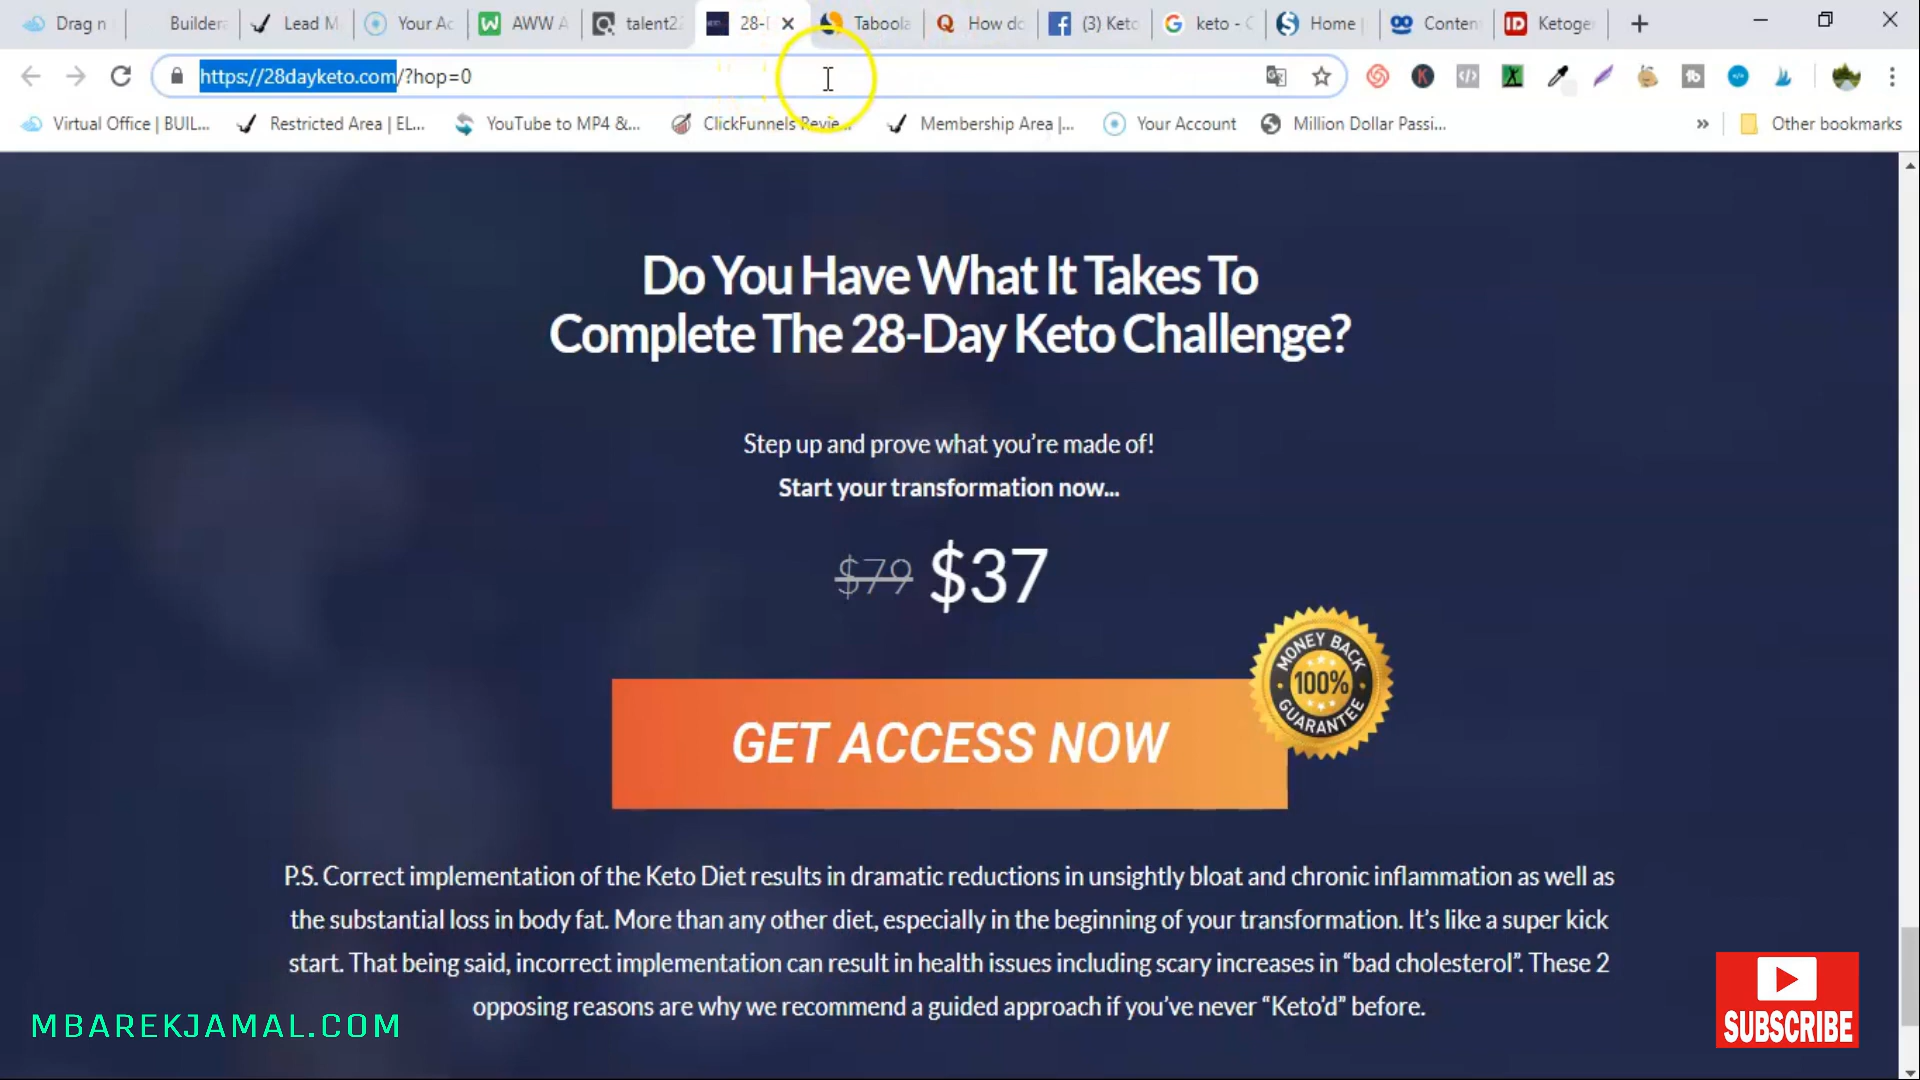 Drag n
Builder
Lead M
Your Ac
AWW A
talent2
28-
Taboola
How do
(3) Keto
keto - G
Home
Conten
Ketoge
https://28dayketo.com/?hop=0
Virtual Office | BUIL...
Restricted Area | EL...
YouTube to MP4 &...
ClickFunnels Revie...
Membership Area |...
Your Account
Million Dollar Passi...
»
Other bookmarks
Do You Have What It Takes To
Complete The 28-Day Keto Challenge?
Step up and prove what you're made of!
Start your transformation now...
$79 $37
MONEY BACK
100%
GUARANTEE
GET ACCESS NOW
P.S. Correct implementation of the Keto Diet results in dramatic reductions in unsightly bloat and chronic inflammation as well as
the substantial loss in body fat. More than any other diet, especially in the beginning of your transformation. It's like a super kick
start. That being said, incorrect implementation can result in health issues including scary increases in “bad cholesterol”. These 2
opposing reasons are why we recommend a guided approach if you've never “Keto'd” before.
MBAREKJAMAL.COM
SUBSCRIBE